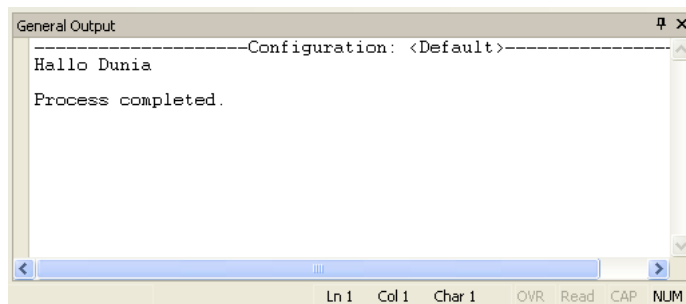 General Output
--------------------Configuration: <Default>----------------
Hallo Dunia
Process completed.
Ln 1 Col 1 Char 1 OVR Read CAP NUM